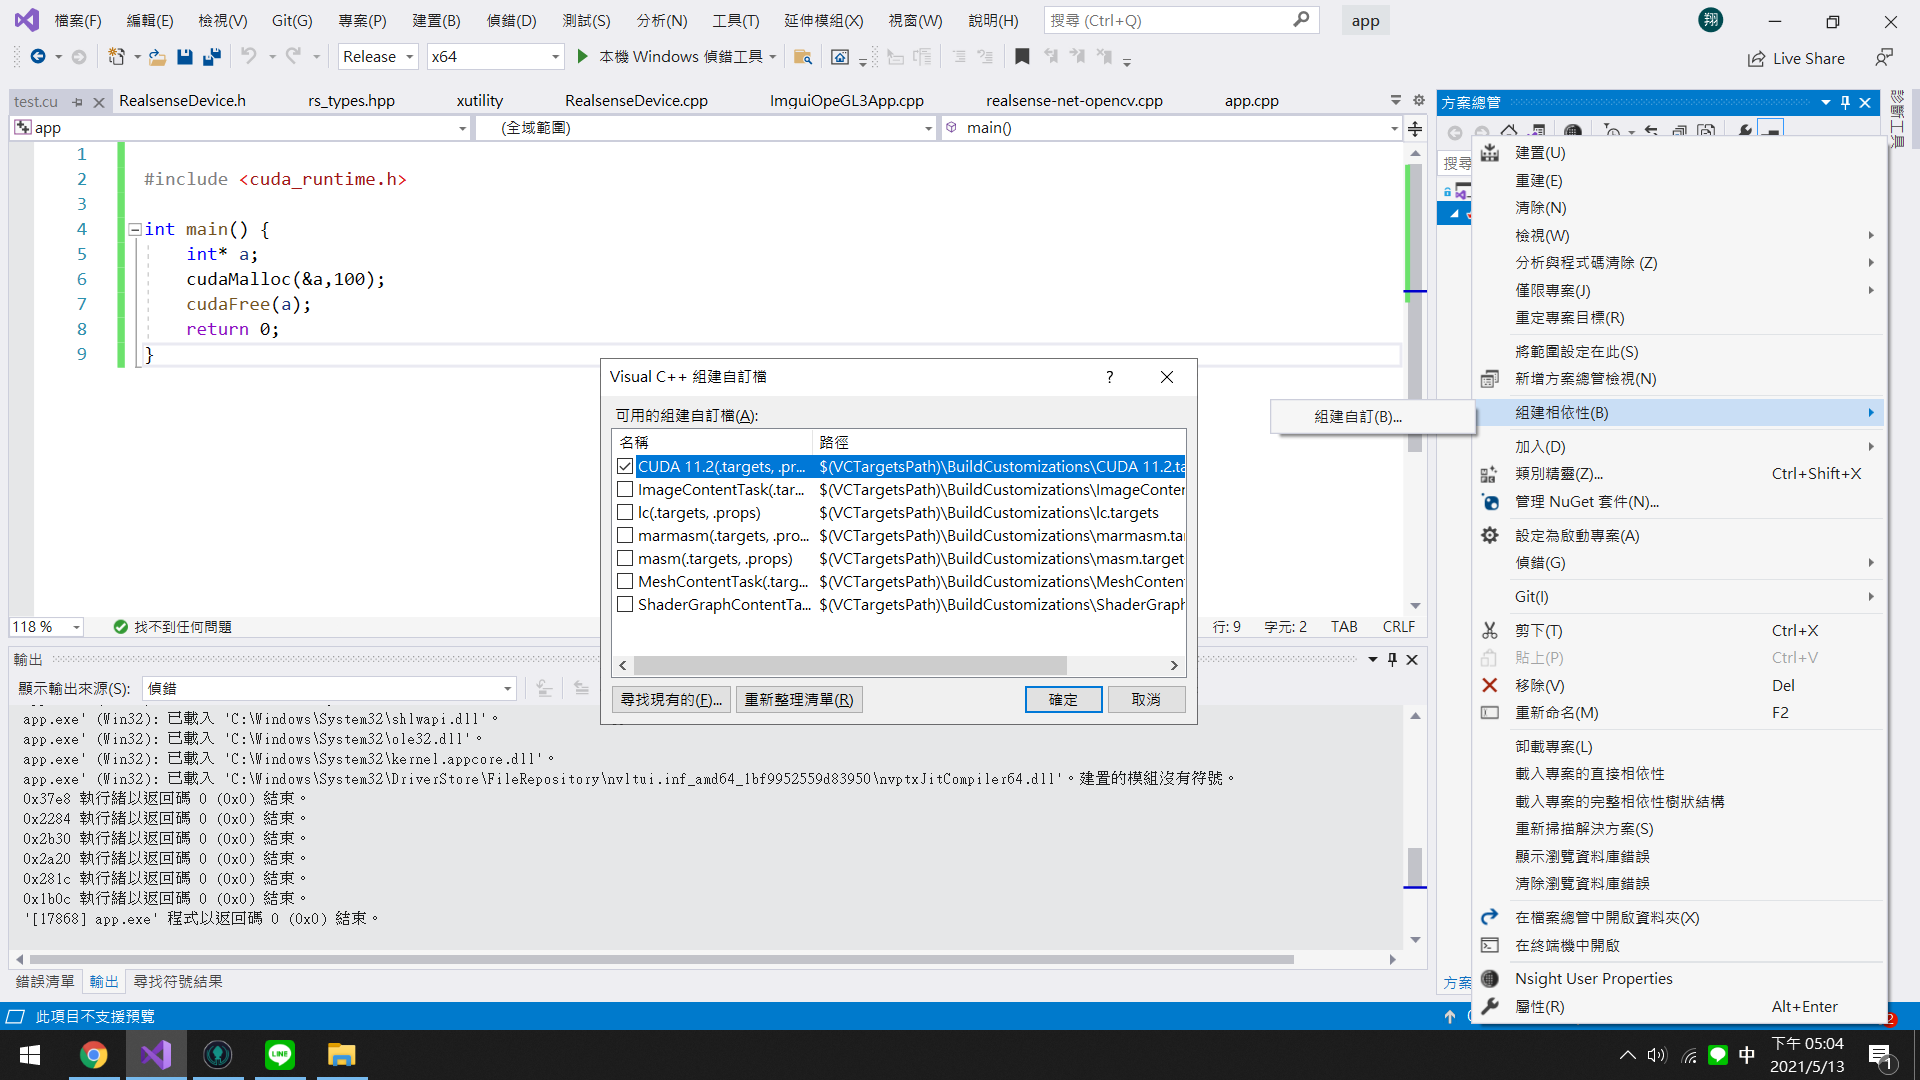 檔案(F) 編輯(E) 檢視(V) Git(G) 專案(P) 建置(B) 偵錯(D) 測試(S) 分析(N) 工具(T) 延伸模組(X) 視窗(W) 說明(H) 搜尋 (Ctrl+Q) app 翔
Release x64 本機 Windows 偵錯工具 Live Share
test.cu RealsenseDevice.h rs_types.hpp xutility RealsenseDevice.cpp ImguiOpeGL3App.cpp realsense-net-opencv.cpp app.cpp
app (全域範圍) main()
1
2 #include <cuda_runtime.h>
3
4 int main() {
5 int* a;
6 cudaMalloc(&a,100);
7 cudaFree(a);
8 return 0;
9 }
118 % 找不到任何問題 行: 9 字元: 2 TAB CRLF
Visual C++ 組建自訂檔 ?
可用的組建自訂檔(A):
名稱 路徑
CUDA 11.2(.targets, .pr... $(VCTargetsPath)\BuildCustomizations\CUDA 11.2.ta
ImageContentTask(.tar... $(VCTargetsPath)\BuildCustomizations\ImageConter
lc(.targets, .props) $(VCTargetsPath)\BuildCustomizations\lc.targets
marmasm(.targets, .pro... $(VCTargetsPath)\BuildCustomizations\marmasm.ta
masm(.targets, .props) $(VCTargetsPath)\BuildCustomizations\masm.target
MeshContentTask(.targ... $(VCTargetsPath)\BuildCustomizations\MeshConten
ShaderGraphContentTa... $(VCTargetsPath)\BuildCustomizations\ShaderGraph
尋找現有的(F)... 重新整理清單(R) 確定 取消
輸出
顯示輸出來源(S): 偵錯
app.exe' (Win32): 已載入 'C:\Windows\System32\shlwapi.dll'。
app.exe' (Win32): 已載入 'C:\Windows\System32\ole32.dll'。
app.exe' (Win32): 已載入 'C:\Windows\System32\kernel.appcore.dll'。
app.exe' (Win32): 已載入 'C:\Windows\System32\DriverStore\FileRepository\nvltui.inf_amd64_1bf9952559d83950\nvptxJitCompiler64.dll'。建置的模組沒有符號。
0x37e8 執行緒以返回碼 0 (0x0) 結束。
0x2284 執行緒以返回碼 0 (0x0) 結束。
0x2b30 執行緒以返回碼 0 (0x0) 結束。
0x2a20 執行緒以返回碼 0 (0x0) 結束。
0x281c 執行緒以返回碼 0 (0x0) 結束。
0x1b0c 執行緒以返回碼 0 (0x0) 結束。
'[17868] app.exe' 程式以返回碼 0 (0x0) 結束。
錯誤清單 輸出 尋找符號結果
此項目不支援預覽
方案總管
診斷工具
搜尋
方案
建置(U)
重建(E)
清除(N)
檢視(W)
分析與程式碼清除 (Z)
僅限專案(J)
重定專案目標(R)
將範圍設定在此(S)
新增方案總管檢視(N)
組建相依性(B)
組建自訂(B)...
加入(D)
類別精靈(Z)... Ctrl+Shift+X
管理 NuGet 套件(N)...
設定為啟動專案(A)
偵錯(G)
Git(I)
剪下(T) Ctrl+X
貼上(P) Ctrl+V
移除(V) Del
重新命名(M) F2
卸載專案(L)
載入專案的直接相依性
載入專案的完整相依性樹狀結構
重新掃描解決方案(S)
顯示瀏覽資料庫錯誤
清除瀏覽資料庫錯誤
在檔案總管中開啟資料夾(X)
在終端機中開啟
Nsight User Properties
屬性(R) Alt+Enter
2
LINE 中 下午 05:04
2021/5/13 1